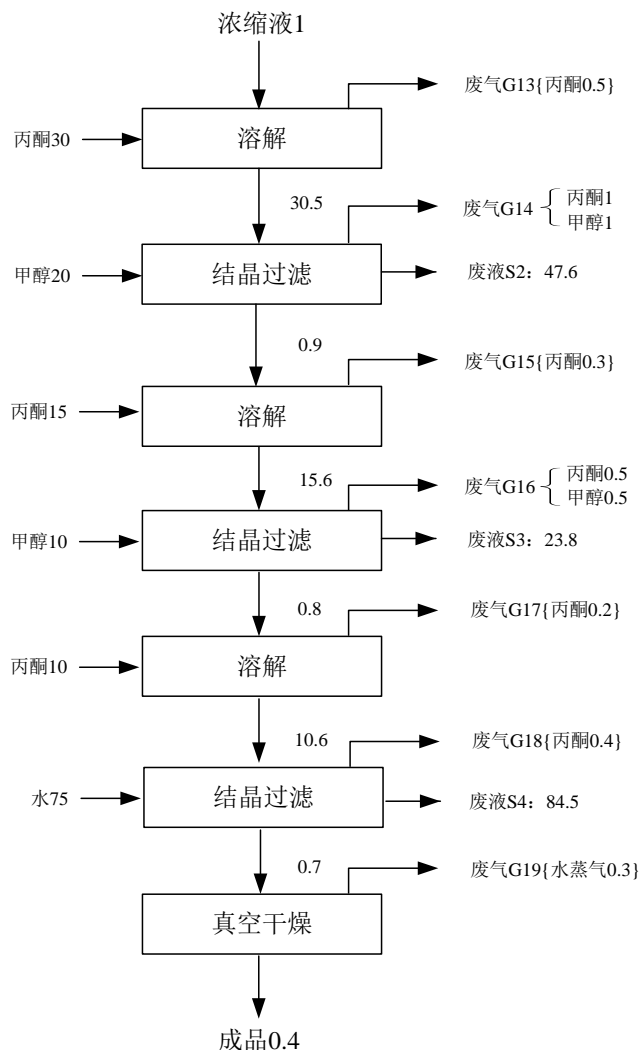 浓缩液1
废气G13{丙酮0.5}
丙酮30
溶解
30.5
废气G14
丙酮1
甲醇1
甲醇20
结晶过滤
废液S2：47.6
0.9
废气G15{丙酮0.3}
丙酮15
溶解
15.6
废气G16
丙酮0.5
甲醇0.5
甲醇10
结晶过滤
废液S3：23.8
0.8
废气G17{丙酮0.2}
丙酮10
溶解
10.6
废气G18{丙酮0.4}
水75
结晶过滤
废液S4：84.5
0.7
废气G19{水蒸气0.3}
真空干燥
成品0.4